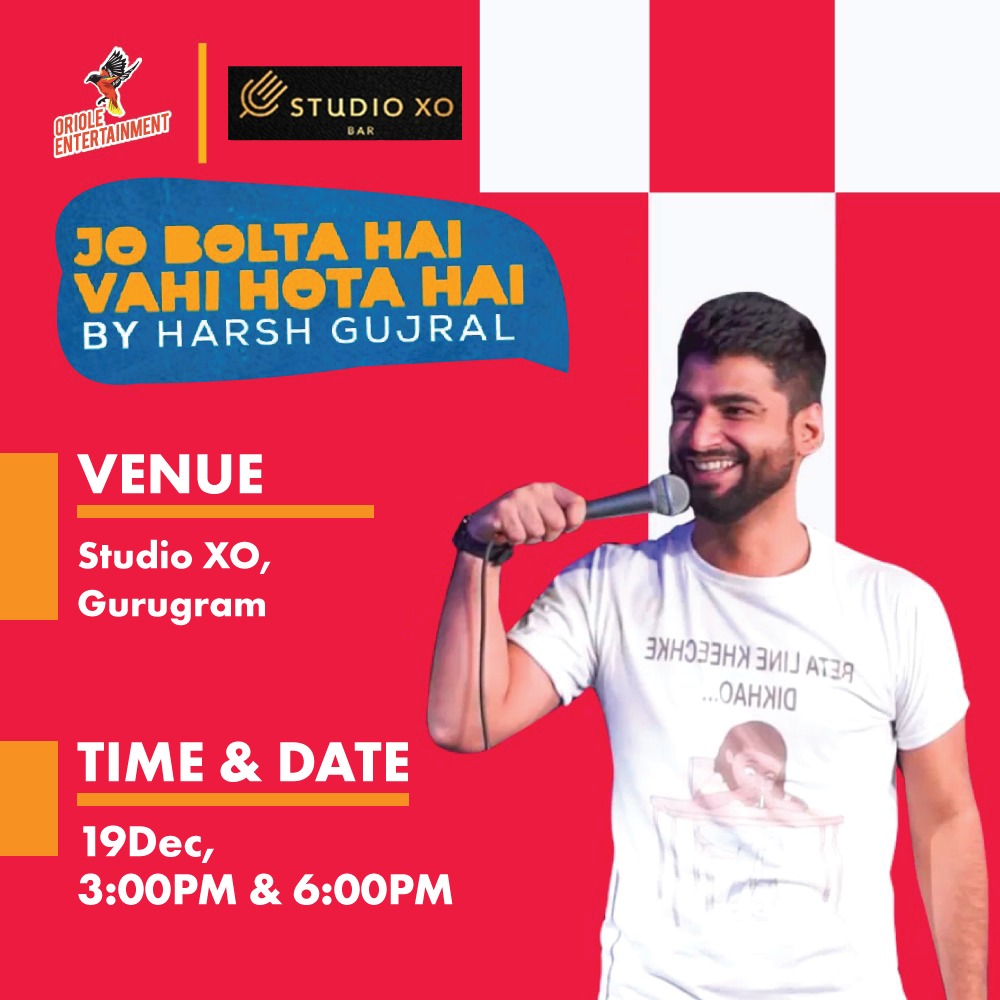 ORIOLE
ENTERTAINMENT
STUDIO XO
BAR
JO BOLTA HAI
VAHI HOTA HAI
BY HARSH GUJRAL
VENUE
Studio XO,
Gurugram
RETA LINE KHEECHKE
DIKHAO...
TIME & DATE
19Dec,
3:00PM & 6:00PM